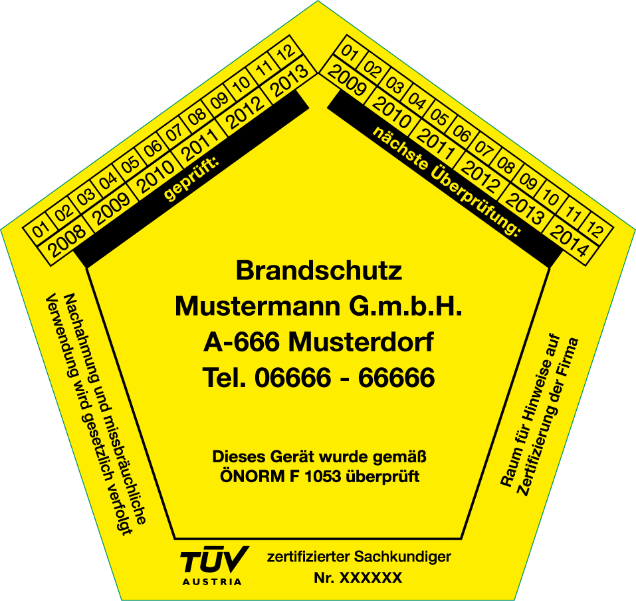 01 02 03 04 05 06 07 08 09 10 11 12
2008 2009 2010 2011 2012 2013
geprüft:
01 02 03 04 05 06 07 08 09 10 11 12
2009 2010 2011 2012 2013 2014
nächste Überprüfung:
Brandschutz
Mustermann G.m.b.H.
A-666 Musterdorf
Tel. 06666 - 66666
Dieses Gerät wurde gemäß
ÖNORM F 1053 überprüft
Nachahmung und missbräuchliche
Verwendung wird gesetzlich verfolgt
Raum für Hinweise auf
Zertifizierung der Firma
TÜV
AUSTRIA
zertifizierter Sachkundiger
Nr. XXXXXX